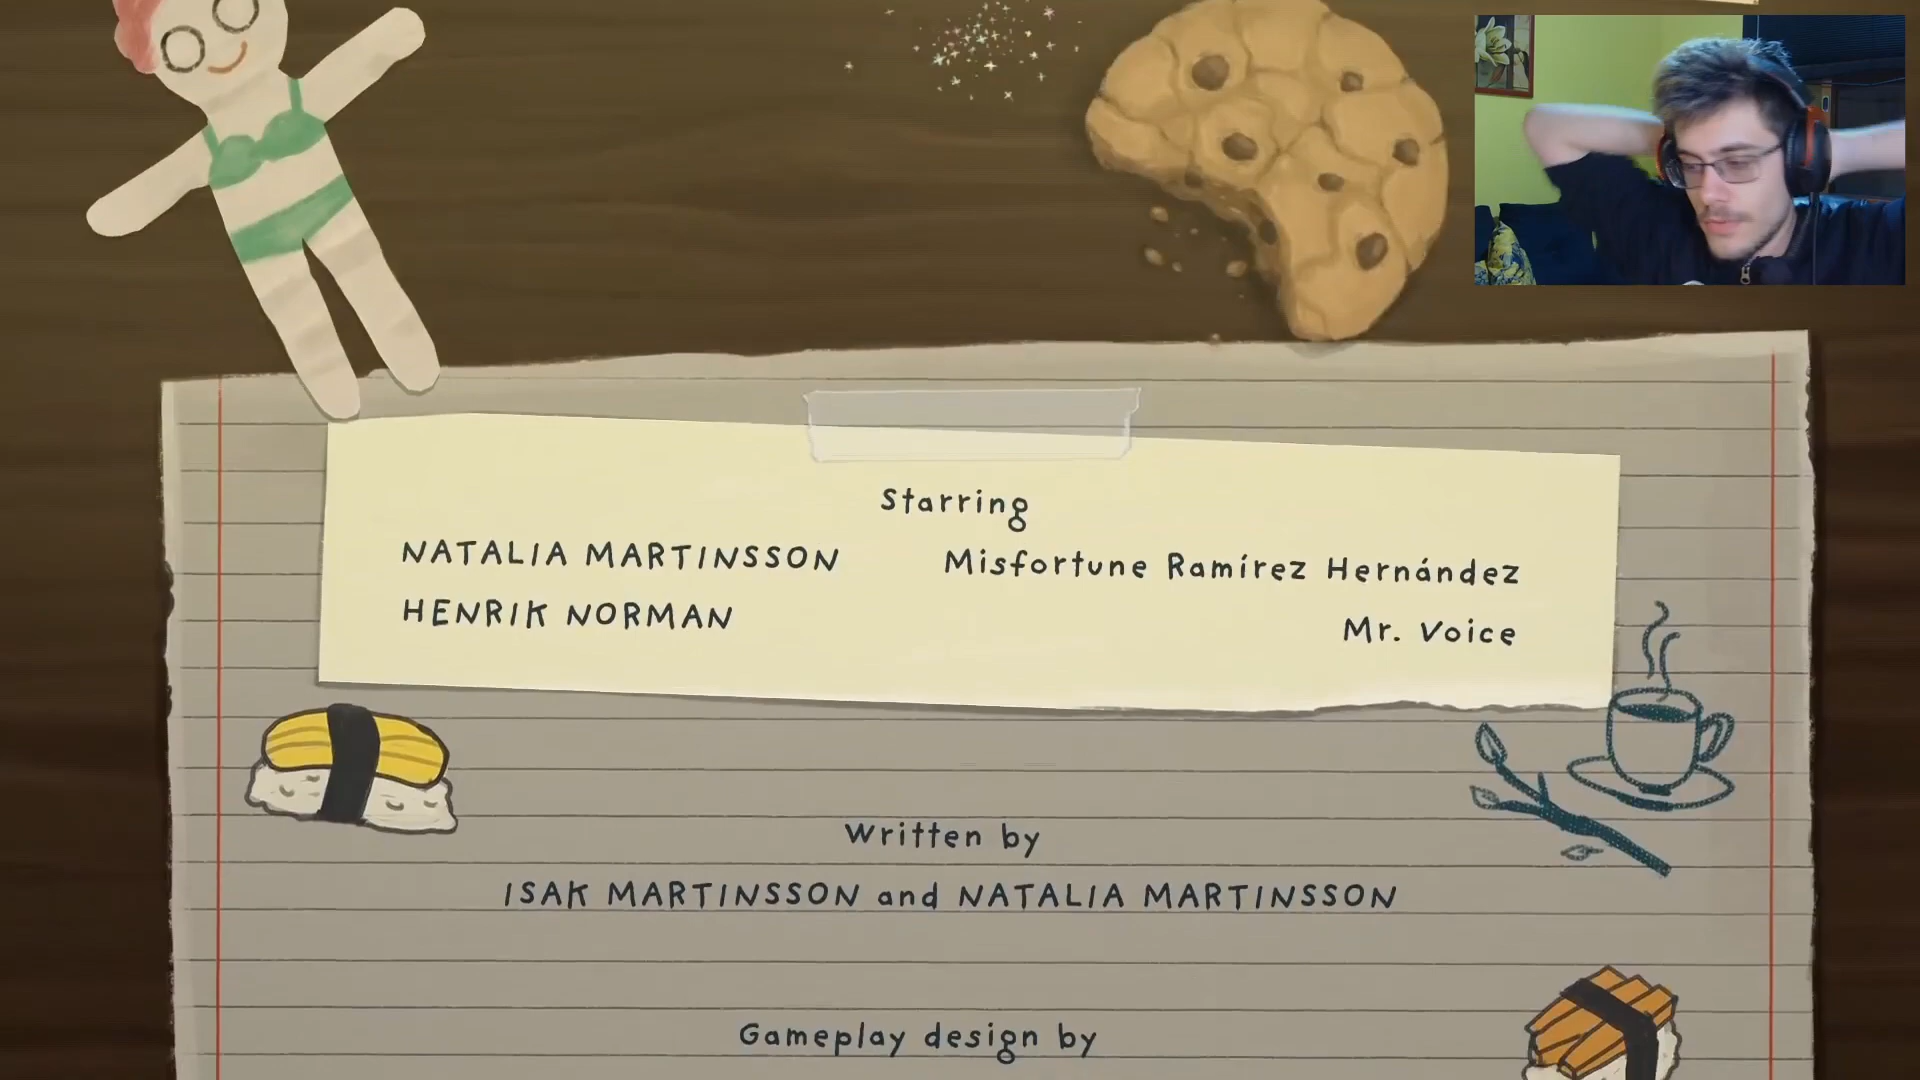 Starring
NATALIA MARTINSSON Misfortune Ramírez Hernández
HENRIK NORMAN Mr. Voice
Written by
ISAK MARTINSSON and NATALIA MARTINSSON
Gameplay design by